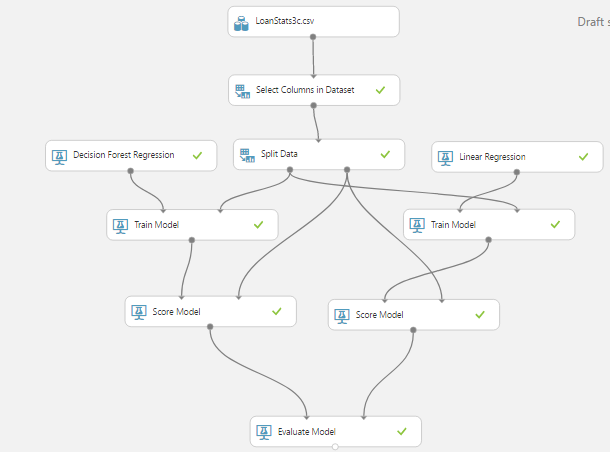 LoanStats3c.csv
Draft s
Select Columns in Dataset
Decision Forest Regression
Split Data
Linear Regression
Train Model
Train Model
Score Model
Score Model
Evaluate Model